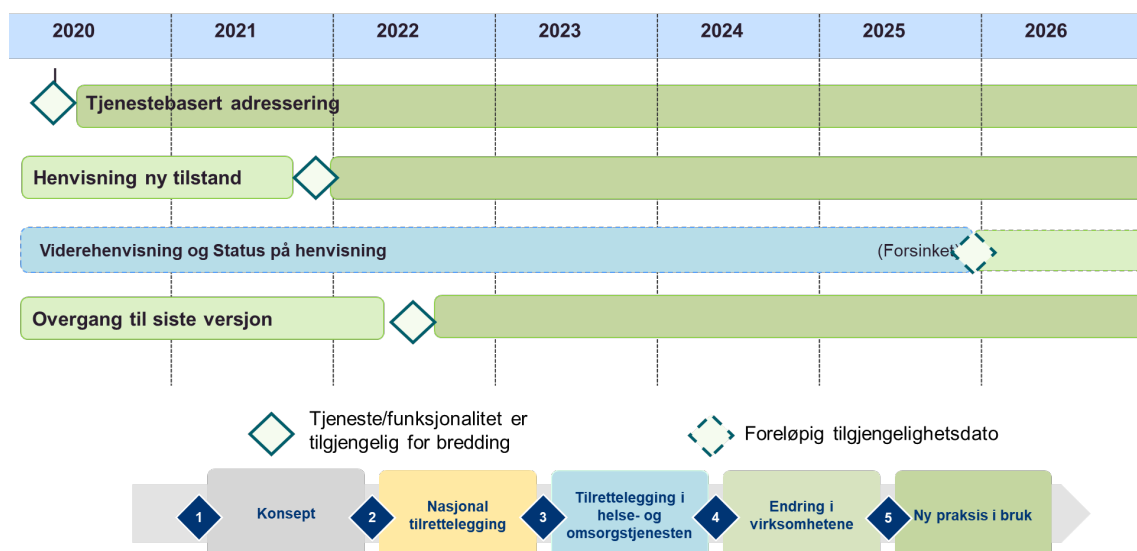 2020 2021 2022 2023 2024 2025 2026
Tjenestebasert adressering
Henvisning ny tilstand
Viderehenvisning og Status på henvisning (Forsinket)
Overgang til siste versjon
Tjeneste/funksjonalitet er
tilgjengelig for bredding
Foreløpig tilgjengelighetsdato
1
Konsept
2
Nasjonal
tilrettelegging
3
Tilrettelegging i
helse- og
omsorgstjenesten
4
Endring i
virksomhetene
5
Ny praksis i bruk